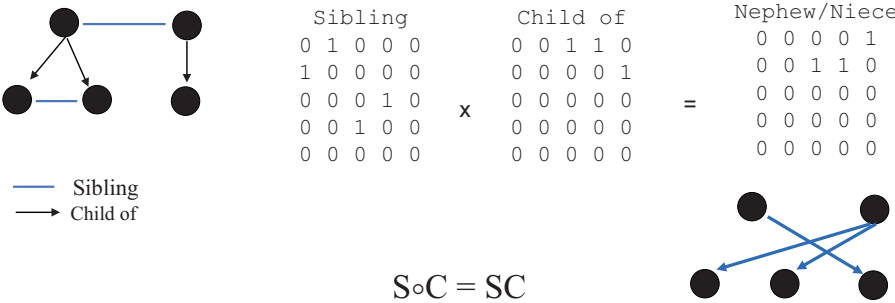 Sibling
0 1 0 0 0
1 0 0 0 0
0 0 0 1 0
0 0 1 0 0
0 0 0 0 0
x
Child of
0 0 1 1 0
0 0 0 0 1
0 0 0 0 0
0 0 0 0 0
0 0 0 0 0
=
Nephew/Niece
0 0 0 0 1
0 0 1 1 0
0 0 0 0 0
0 0 0 0 0
0 0 0 0 0
Sibling
Child of
S∘C = SC